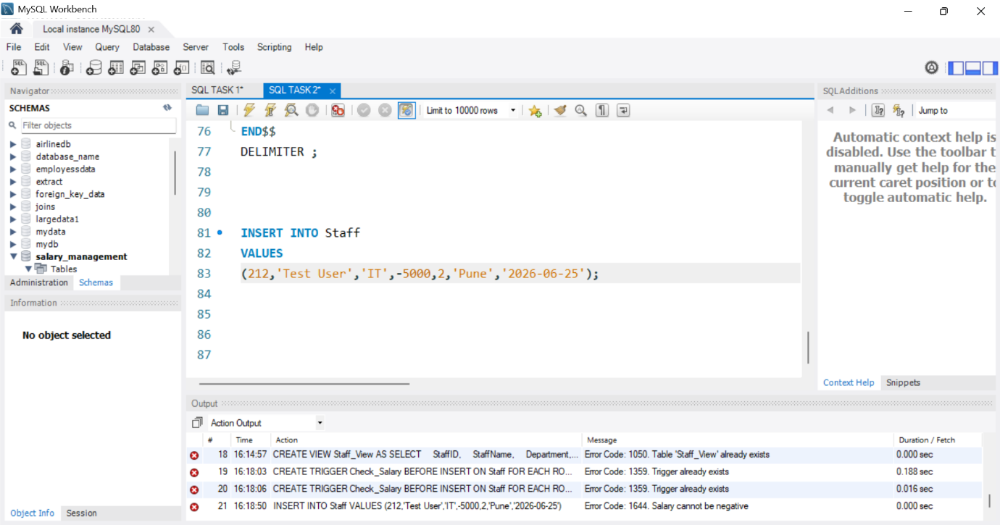 MySQL Workbench
Local instance MySQL80
File Edit View Query Database Server Tools Scripting Help
Navigator
SCHEMAS
Filter objects
airlinedb
database_name
employessdata
extract
foreign_key_data
joins
largedata1
mydata
mydb
salary_management
Tables
Administration Schemas
Information
No object selected
Object Info Session
SQL TASK 1* SQL TASK 2*
Limit to 10000 rows
76 END$$
77 DELIMITER ;
78
79
80
81 INSERT INTO Staff
82 VALUES
83 (212,'Test User','IT',-5000,2,'Pune','2026-06-25');
84
85
86
87
SQLAdditions
Jump to
Automatic context help is
disabled. Use the toolbar t
manually get help for the
current caret position or to
toggle automatic help.
Context Help Snippets
Output
Action Output
# Time Action Message Duration / Fetch
18 16:14:57 CREATE VIEW Staff_View AS SELECT StaffID, StaffName, Department,... Error Code: 1050. Table 'Staff_View' already exists 0.000 sec
19 16:18:03 CREATE TRIGGER Check_Salary BEFORE INSERT ON Staff FOR EACH RO... Error Code: 1359. Trigger already exists 0.188 sec
20 16:18:06 CREATE TRIGGER Check_Salary BEFORE INSERT ON Staff FOR EACH RO... Error Code: 1359. Trigger already exists 0.016 sec
21 16:18:50 INSERT INTO Staff VALUES (212,'Test User','IT',-5000,2,'Pune','2026-06-25') Error Code: 1644. Salary cannot be negative 0.000 sec